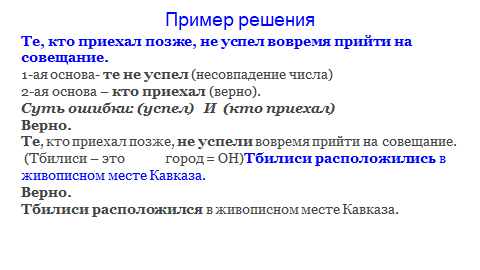 Пример решения
Те, кто приехал позже, не успел вовремя прийти на
совещание.
1-ая основа- те не успел (несовпадение числа)
2-ая основа – кто приехал (верно).
Суть ошибки: (успел) И (кто приехал)
Верно.
Те, кто приехал позже, не успели вовремя прийти на совещание.
(Тбилиси – это город = ОН)Тбилиси расположились в
живописном месте Кавказа.
Верно.
Тбилиси расположился в живописном месте Кавказа.